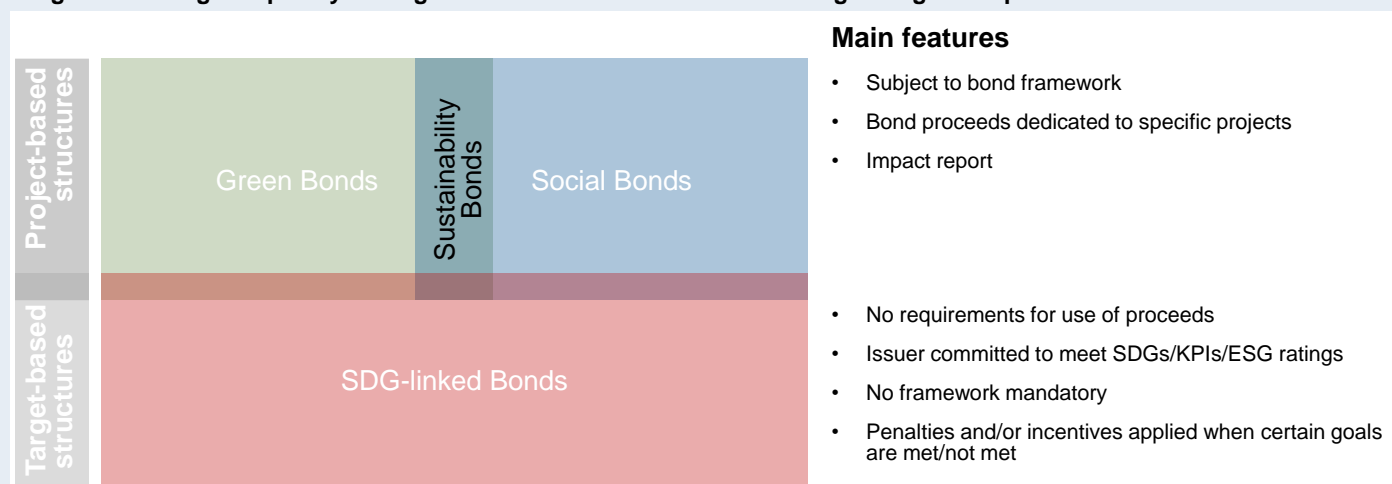 Main features
Project-based
structures
Green Bonds
Sustainability
Bonds
Social Bonds
• Subject to bond framework
• Bond proceeds dedicated to specific projects
• Impact report
Target-based
structures
SDG-linked Bonds
• No requirements for use of proceeds
• Issuer committed to meet SDGs/KPIs/ESG ratings
• No framework mandatory
• Penalties and/or incentives applied when certain goals
are met/not met